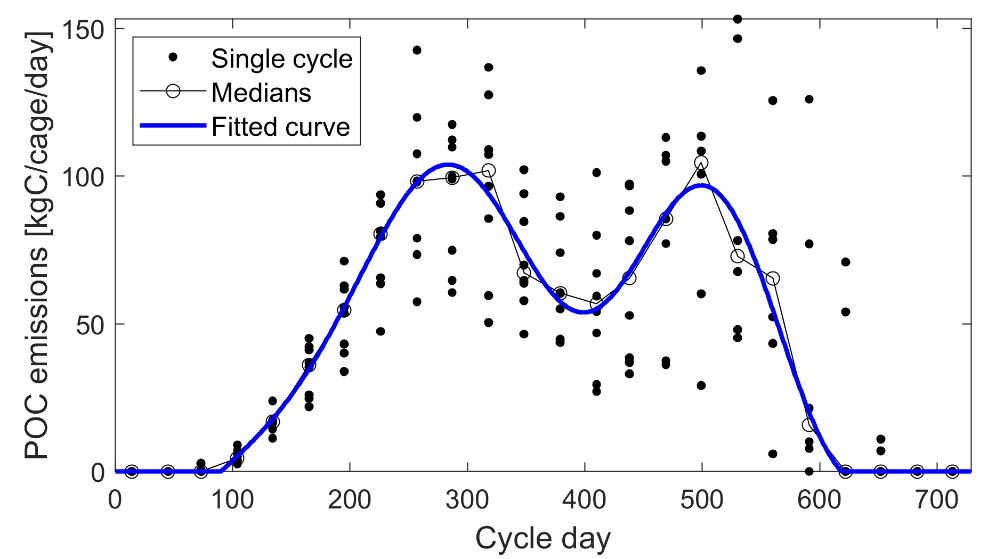 POC emissions [kgC/cage/day]
150
100
50
0
Single cycle
Medians
Fitted curve
0 100 200 300 400 500 600 700
Cycle day